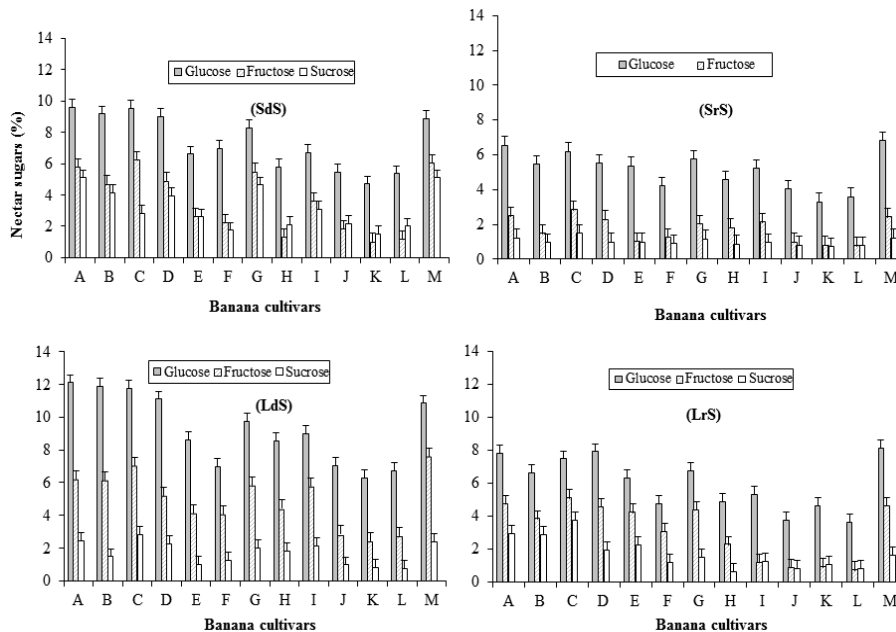 14
12
10
8
6
4
2
0
Nectar sugars (%)
Glucose Fructose Sucrose
(SdS)
A B C D E F G H I J K L M
Banana cultivars
14
12
10
8
6
4
2
0
Glucose Fructose
(SrS)
A B C D E F G H I J K L M
Banana cultivars
14
12
10
8
6
4
2
0
Glucose Fructose Sucrose
(LdS)
A B C D E F G H I J K L M
Banana cultivars
14
12
10
8
6
4
2
0
Glucose Fructose Sucrose
(LrS)
A B C D E F G H I J K L M
Banana cultivars